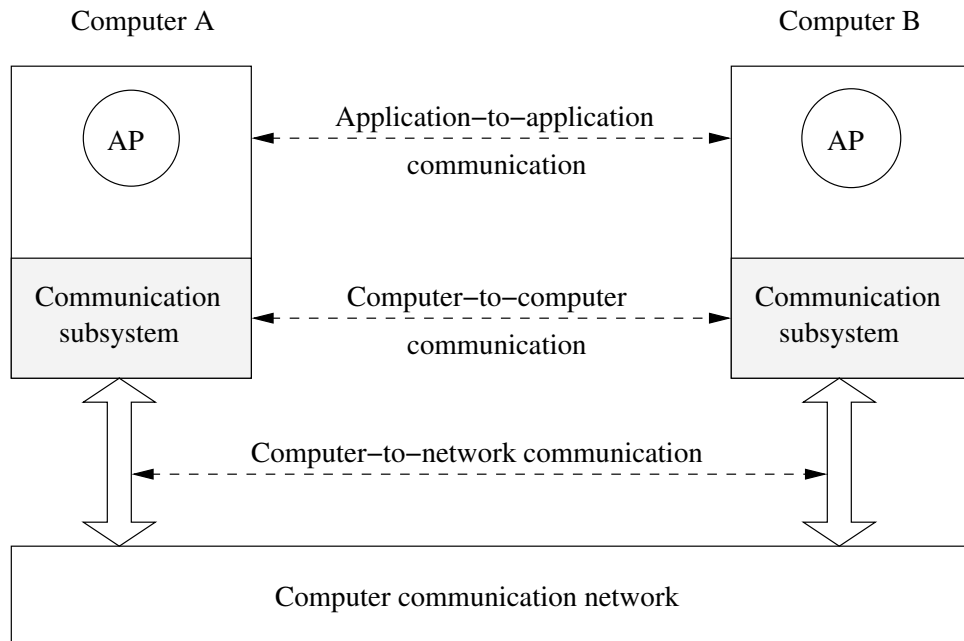 Computer A
Computer B
AP
Application−to−application
communication
AP
Communication
subsystem
Computer−to−computer
communication
Communication
subsystem
Computer−to−network communication
Computer communication network